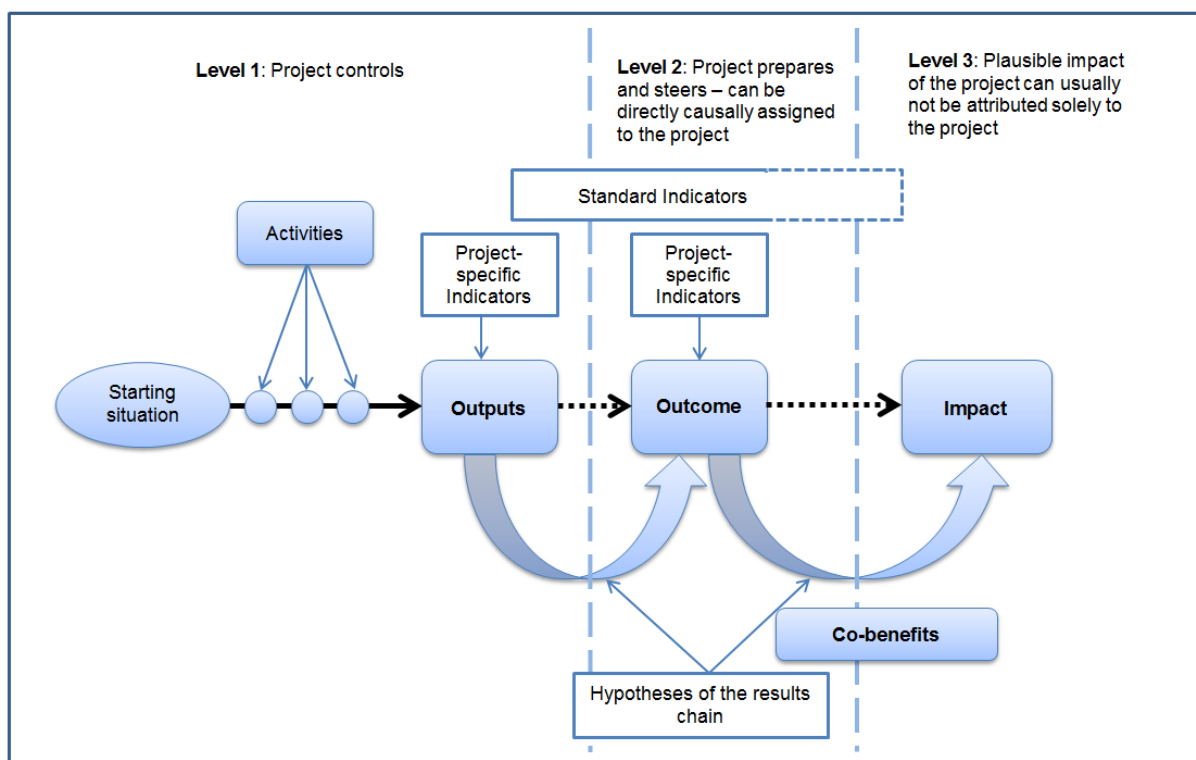 Level 1: Project controls
Level 2: Project prepares
and steers – can be
directly causally assigned
to the project
Level 3: Plausible impact
of the project can usually
not be attributed solely to
the project
Standard Indicators
Activities
Project-
specific
Indicators
Project-
specific
Indicators
Starting
situation
Outputs
Outcome
Impact
Co-benefits
Hypotheses of the results
chain